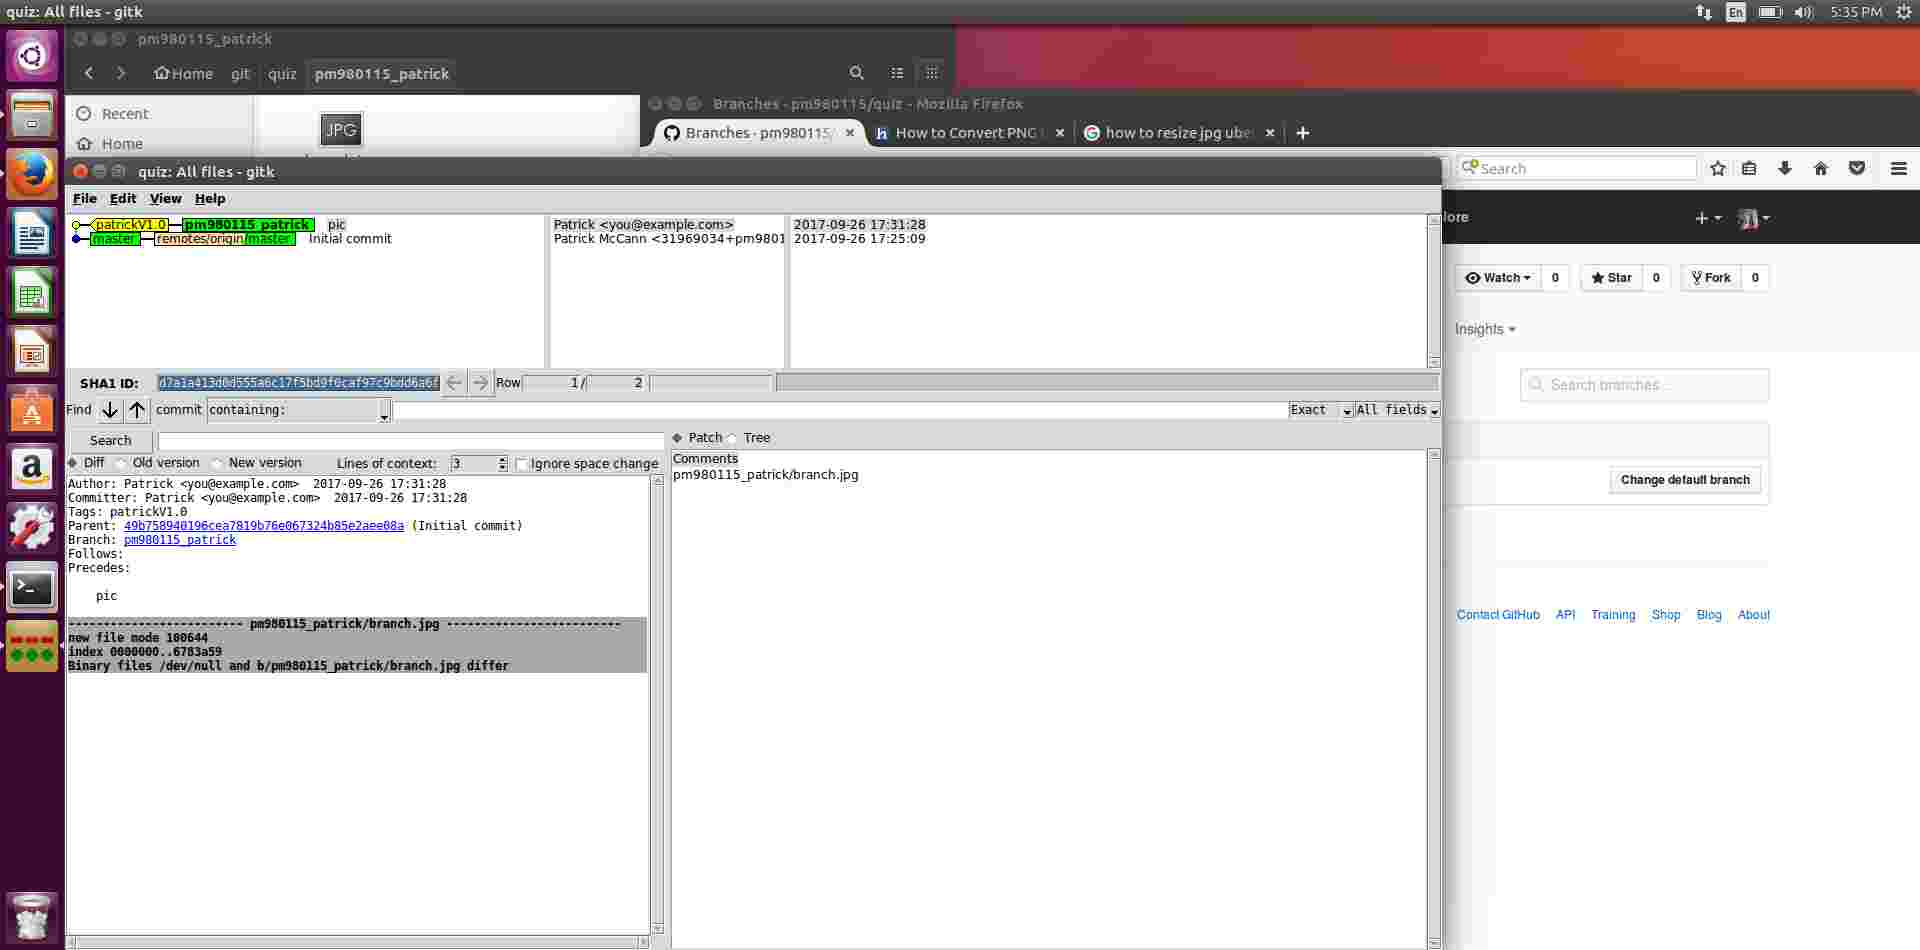 quiz: All files - gitk
En
5:35 PM
pm980115_patrick
Home git quiz pm980115_patrick
Recent
Home
JPG
Branches - pm980115/quiz - Mozilla Firefox
Branches · pm980115/
How to Convert PNG
how to resize jpg ube
Search
lore
Watch 0
Star 0
Fork 0
Insights
Search branches...
Change default branch
Contact GitHub API Training Shop Blog About
quiz: All files - gitk
File Edit View Help
patrickV1.0 pm980115_patrick pic
Patrick <you@example.com>
2017-09-26 17:31:28
master remotes/origin/master Initial commit
Patrick McCann <31969034+pm9801
2017-09-26 17:25:09
SHA1 ID:
Row 1/ 2
Find commit containing:
Exact All fields
Search
Diff Old version New version Lines of context: 3 Ignore space change
Patch Tree
Comments
pm980115_patrick/branch.jpg
Author: Patrick <you@example.com> 2017-09-26 17:31:28
Committer: Patrick <you@example.com> 2017-09-26 17:31:28
Tags: patrickV1.0
Parent: 49b758940196cea7819b76e067324b85e2aee08a (Initial commit)
Branch: pm980115_patrick
Follows:
Precedes:
pic
------------------------- pm980115_patrick/branch.jpg -------------------------
new file mode 100644
index 0000000..6783a59
Binary files /dev/null and b/pm980115_patrick/branch.jpg differ